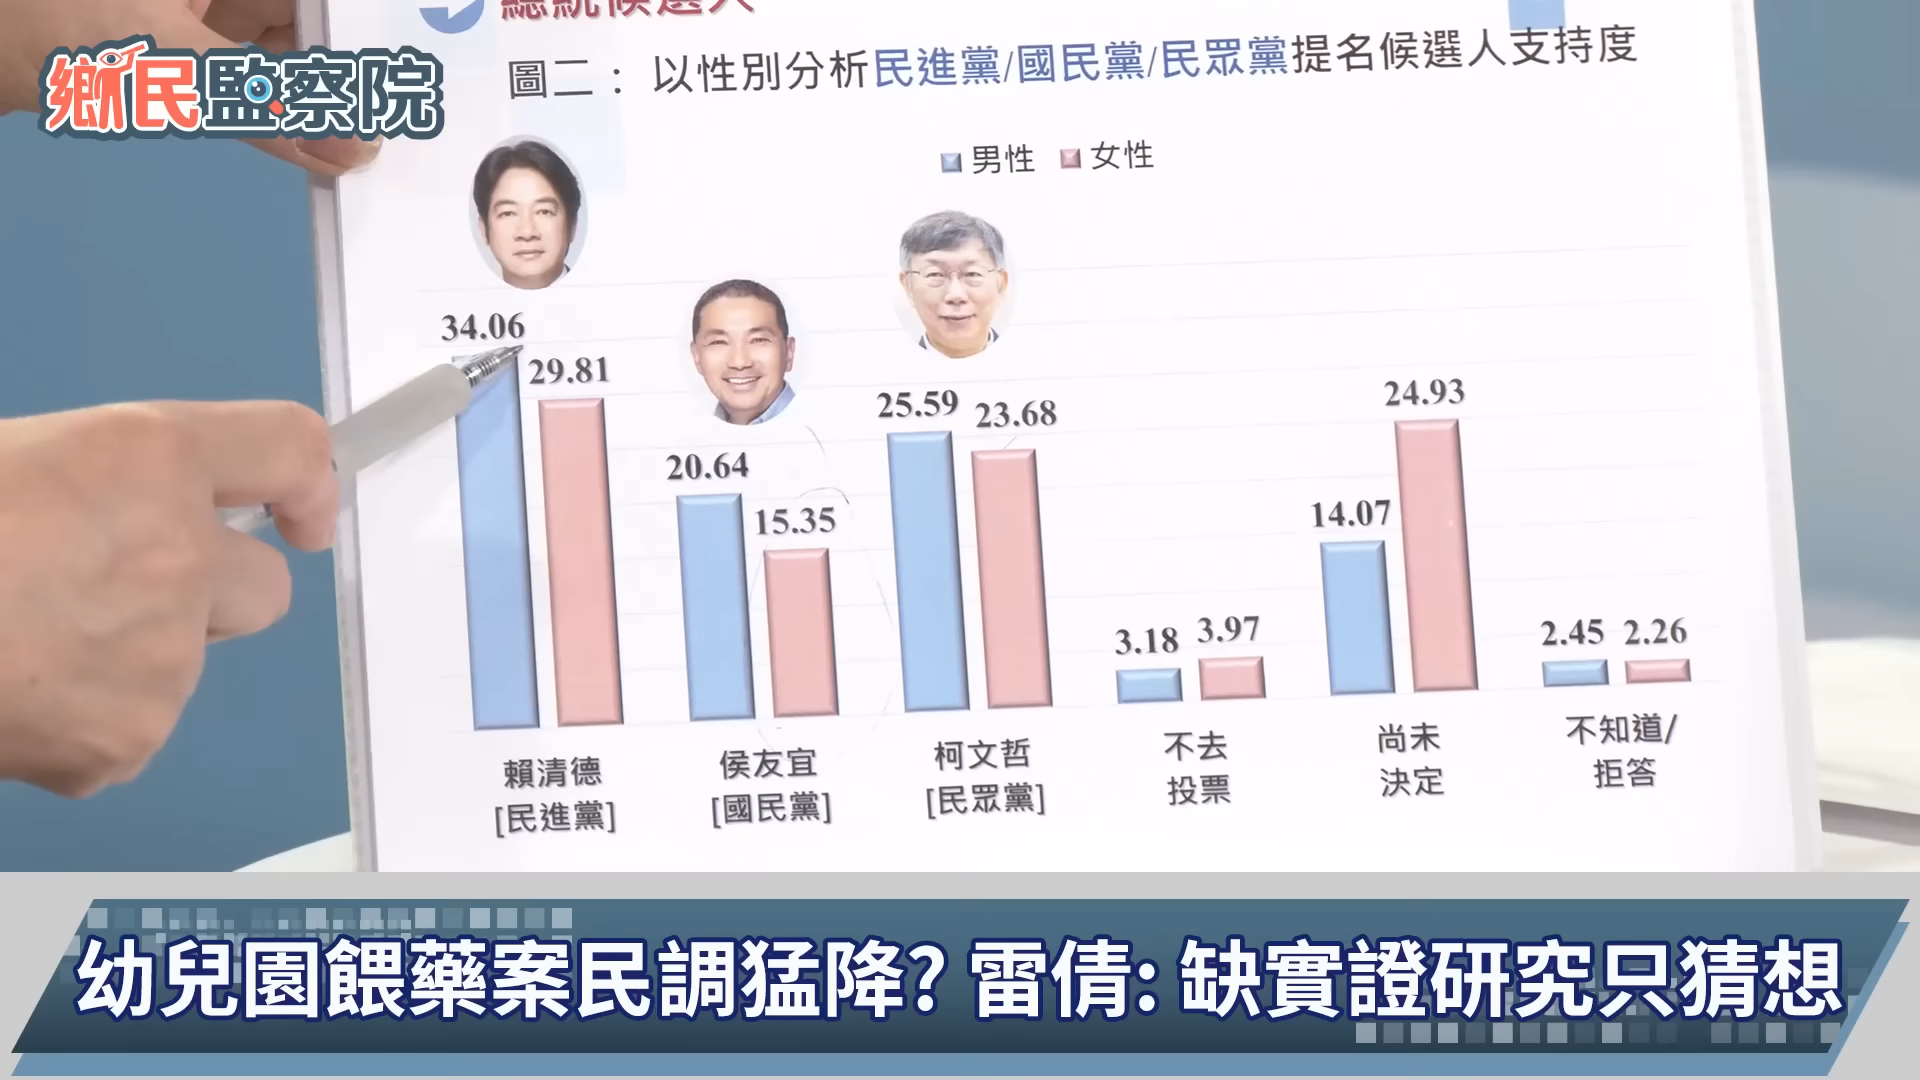 總統候選人
鄉民監察院
圖二： 以性別分析民進黨/國民黨/民眾黨提名候選人支持度
男性 女性
34.06 29.81 20.64 15.35 25.59 23.68 3.18 3.97 14.07 24.93 2.45 2.26
賴清德
[民進黨]
侯友宜
[國民黨]
柯文哲
[民眾黨]
不去
投票
尚未
決定
不知道/
拒答
幼兒園餵藥案民調猛降? 雷倩: 缺實證研究只猜想